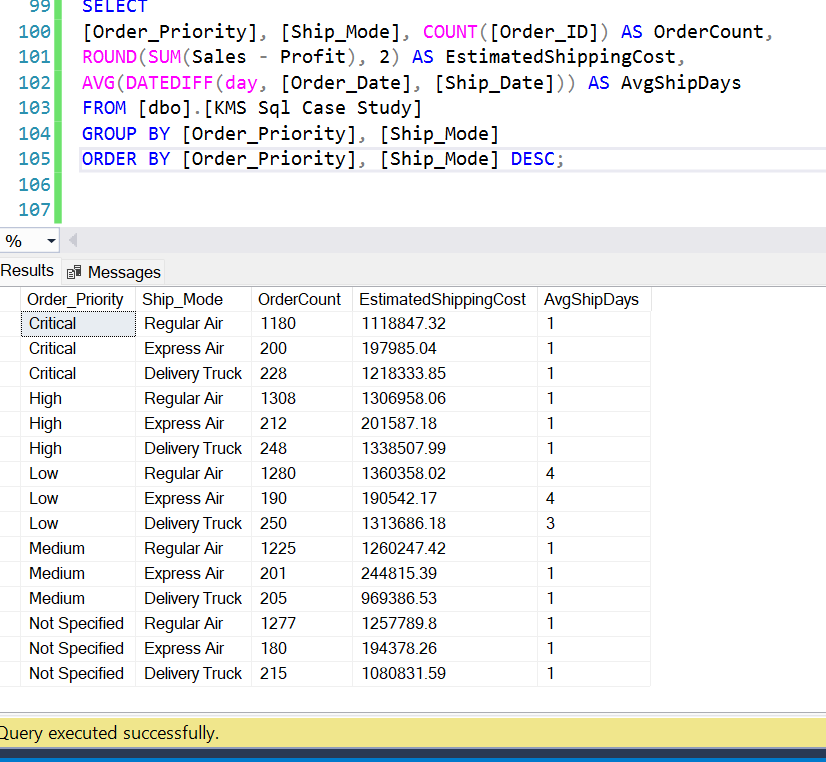 99 SELECT
100 [Order_Priority], [Ship_Mode], COUNT([Order_ID]) AS OrderCount,
101 ROUND(SUM(Sales - Profit), 2) AS EstimatedShippingCost,
102 AVG(DATEDIFF(day, [Order_Date], [Ship_Date])) AS AvgShipDays
103 FROM [dbo].[KMS Sql Case Study]
104 GROUP BY [Order_Priority], [Ship_Mode]
105 ORDER BY [Order_Priority], [Ship_Mode] DESC;
106
107
%
Results Messages
Order_Priority Ship_Mode OrderCount EstimatedShippingCost AvgShipDays
Critical Regular Air 1180 1118847.32 1
Critical Express Air 200 197985.04 1
Critical Delivery Truck 228 1218333.85 1
High Regular Air 1308 1306958.06 1
High Express Air 212 201587.18 1
High Delivery Truck 248 1338507.99 1
Low Regular Air 1280 1360358.02 4
Low Express Air 190 190542.17 4
Low Delivery Truck 250 1313686.18 3
Medium Regular Air 1225 1260247.42 1
Medium Express Air 201 244815.39 1
Medium Delivery Truck 205 969386.53 1
Not Specified Regular Air 1277 1257789.8 1
Not Specified Express Air 180 194378.26 1
Not Specified Delivery Truck 215 1080831.59 1
Query executed successfully.